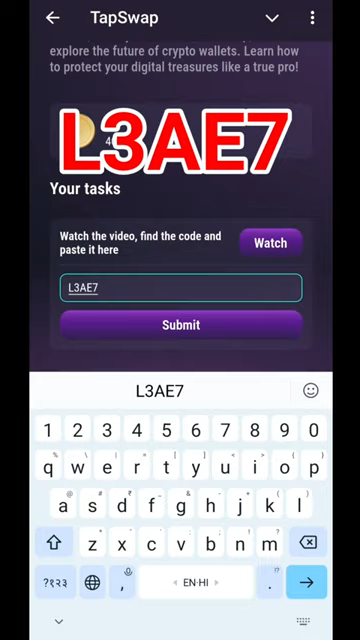 TapSwap
explore the future of crypto wallets. Learn how
to protect your digital treasures like a true pro!
L3AE7
Your tasks
Watch the video, find the code and
paste it here
Watch
L3AE7
Submit
L3AE7
1 2 3 4 5 6 7 8 9 0
q w e r t y u i o p
a s d f g h j k l
z x c v b n m
?१२३ , EN·HI . !?